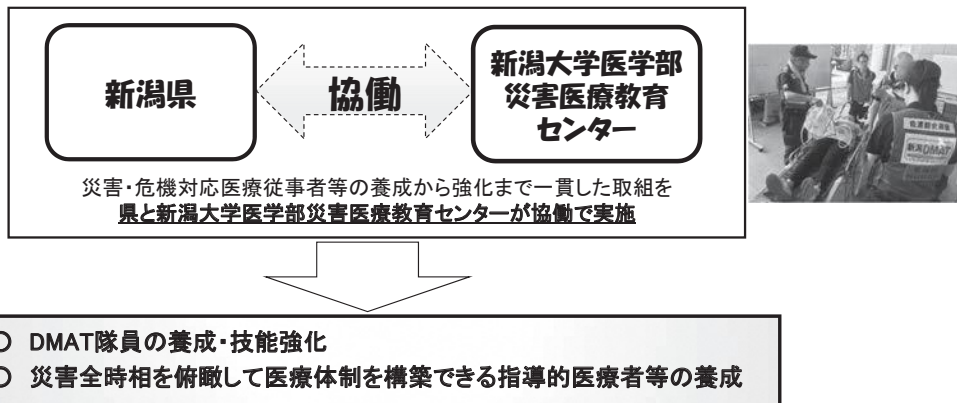 新潟県
協働
新潟大学医学部
災害医療教育
センター
災害・危機対応医療従事者等の養成から強化まで一貫した取組を
県と新潟大学医学部災害医療教育センターが協働で実施
新潟DMAT
○ DMAT隊員の養成・技能強化
○ 災害全時相を俯瞰して医療体制を構築できる指導的医療者等の養成